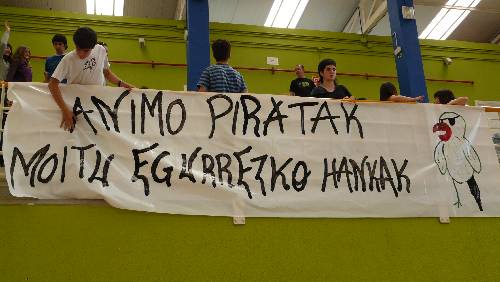 ANIMO PIRATAK
MOITU EGURREZKO HANKAK